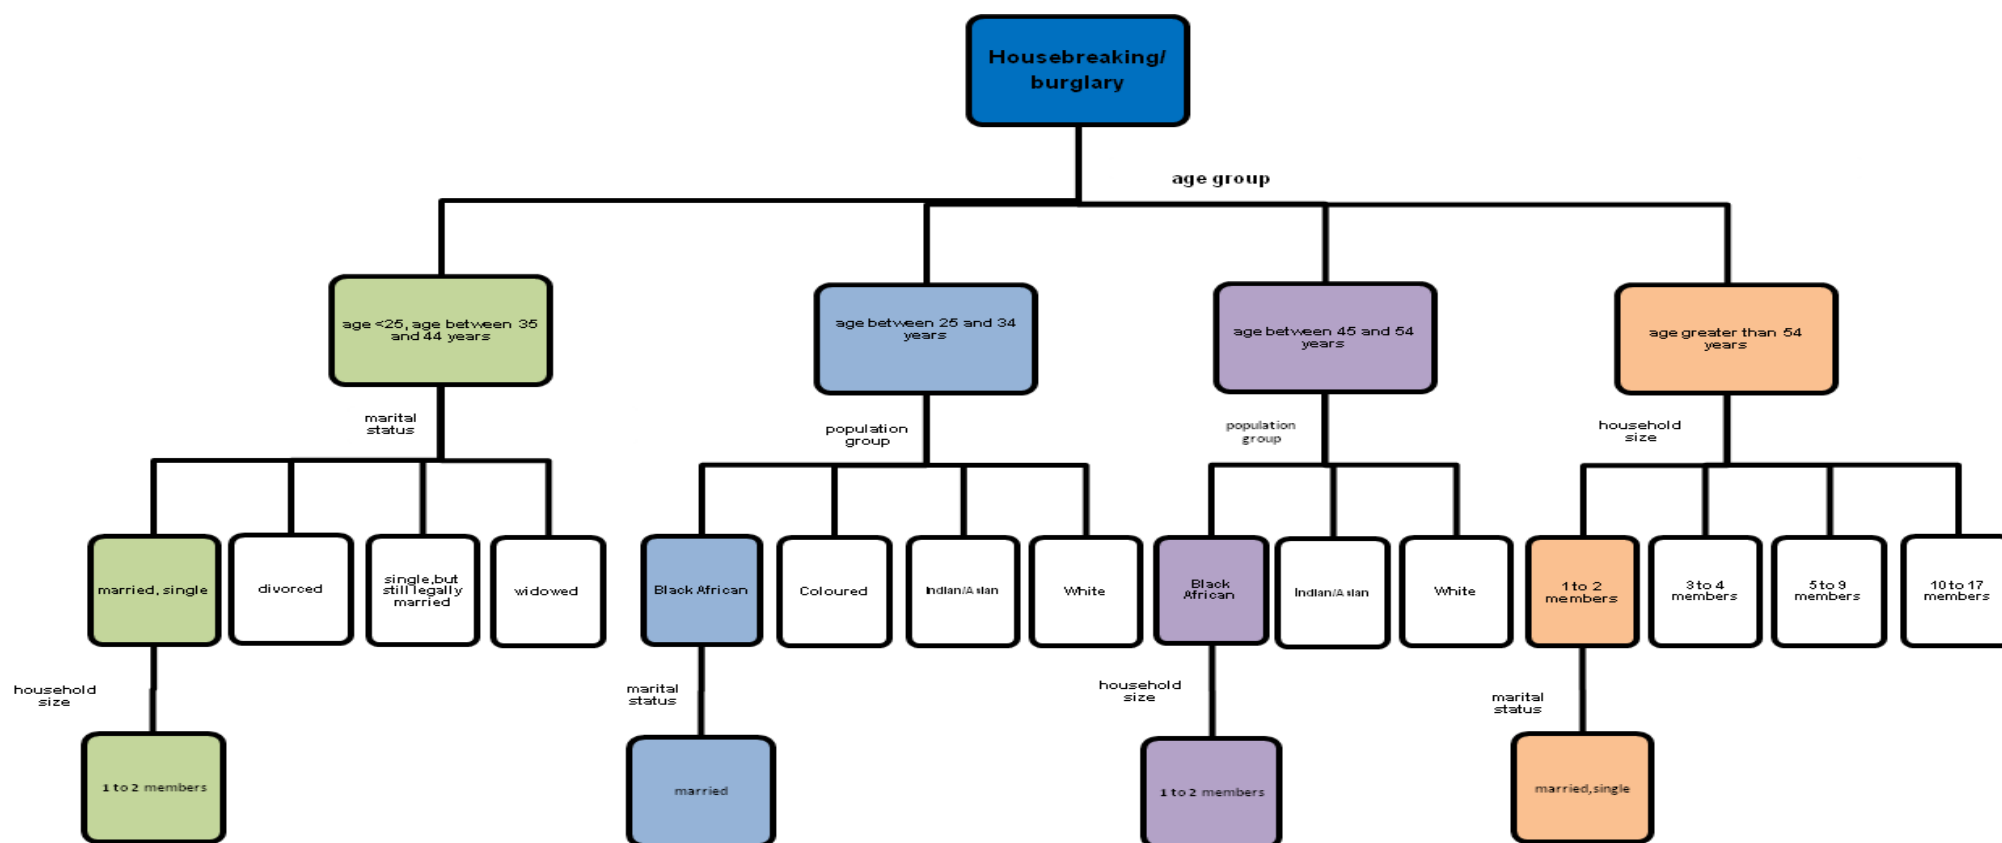 Housebreaking/
burglary
age group
age <25, age between 35
and 44 years
age between 25 and 34
years
age between 45 and 54
years
age greater than 54
years
marital
status
population
group
population
group
household
size
married, single
divorced
single,but
still legally
married
widowed
Black African
Coloured
Indian/Asian
White
Black
African
Indian/Asian
White
1 to 2
members
3 to 4
members
5 to 9
members
10 to 17
members
household
size
marital
status
household
size
marital
status
1 to 2 members
married
1 to 2 members
married,single